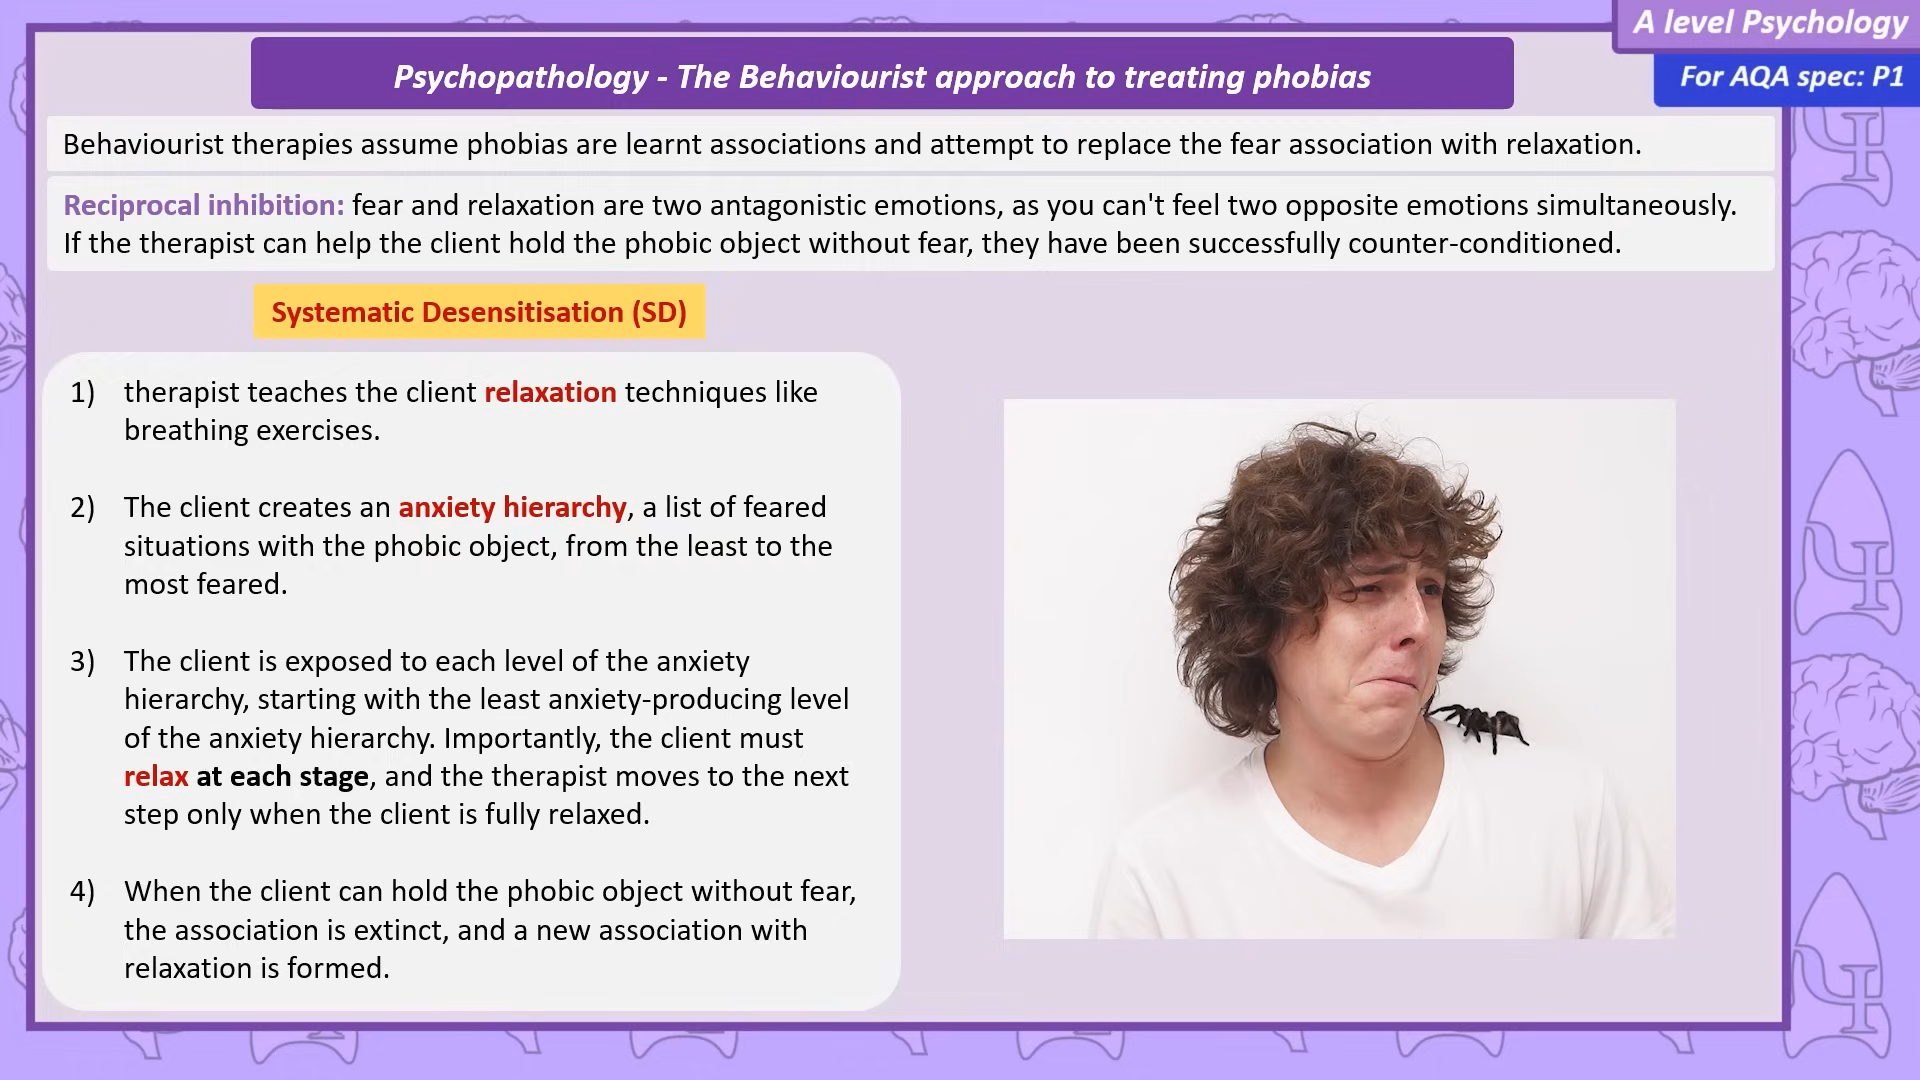 A level Psychology
For AQA spec: P1
Psychopathology - The Behaviourist approach to treating phobias
Behaviourist therapies assume phobias are learnt associations and attempt to replace the fear association with relaxation.
Reciprocal inhibition: fear and relaxation are two antagonistic emotions, as you can't feel two opposite emotions simultaneously.
If the therapist can help the client hold the phobic object without fear, they have been successfully counter-conditioned.
Systematic Desensitisation (SD)
1) therapist teaches the client relaxation techniques like
breathing exercises.
2) The client creates an anxiety hierarchy, a list of feared
situations with the phobic object, from the least to the
most feared.
3) The client is exposed to each level of the anxiety
hierarchy, starting with the least anxiety-producing level
of the anxiety hierarchy. Importantly, the client must
relax at each stage, and the therapist moves to the next
step only when the client is fully relaxed.
4) When the client can hold the phobic object without fear,
the association is extinct, and a new association with
relaxation is formed.